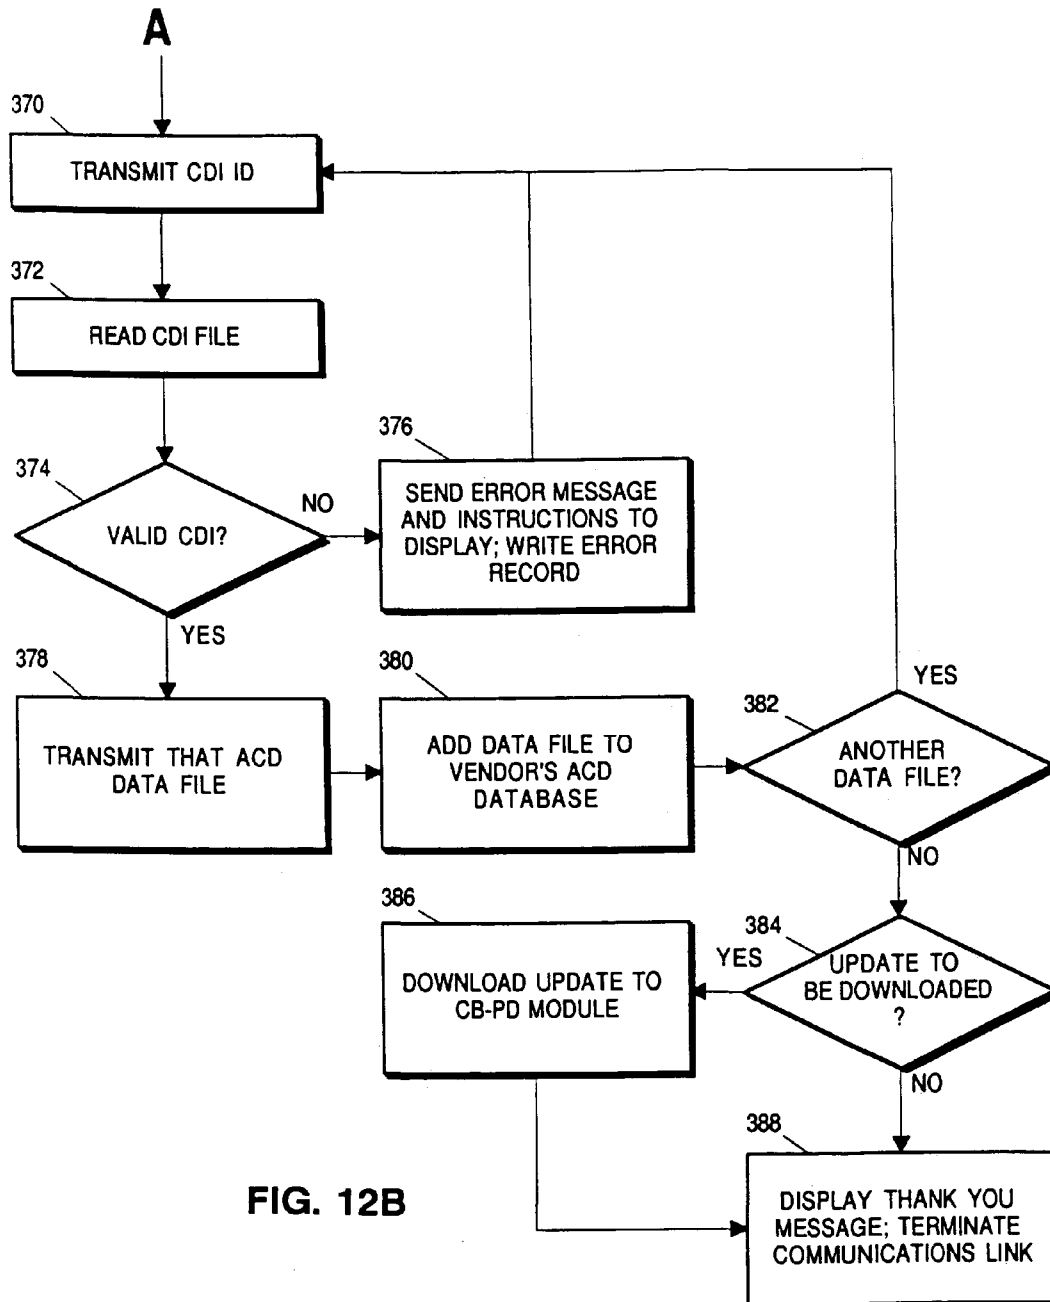 A
370
TRANSMIT CDI ID
372
READ CDI FILE
374
VALID CDI?
NO
YES
376
SEND ERROR MESSAGE
AND INSTRUCTIONS TO
DISPLAY; WRITE ERROR
RECORD
378
TRANSMIT THAT ACD
DATA FILE
380
ADD DATA FILE TO
VENDOR'S ACD
DATABASE
382
YES
ANOTHER
DATA FILE?
NO
384
YES
UPDATE TO
BE DOWNLOADED
?
NO
386
DOWNLOAD UPDATE TO
CB-PD MODULE
388
DISPLAY THANK YOU
MESSAGE; TERMINATE
COMMUNICATIONS LINK
FIG. 12B